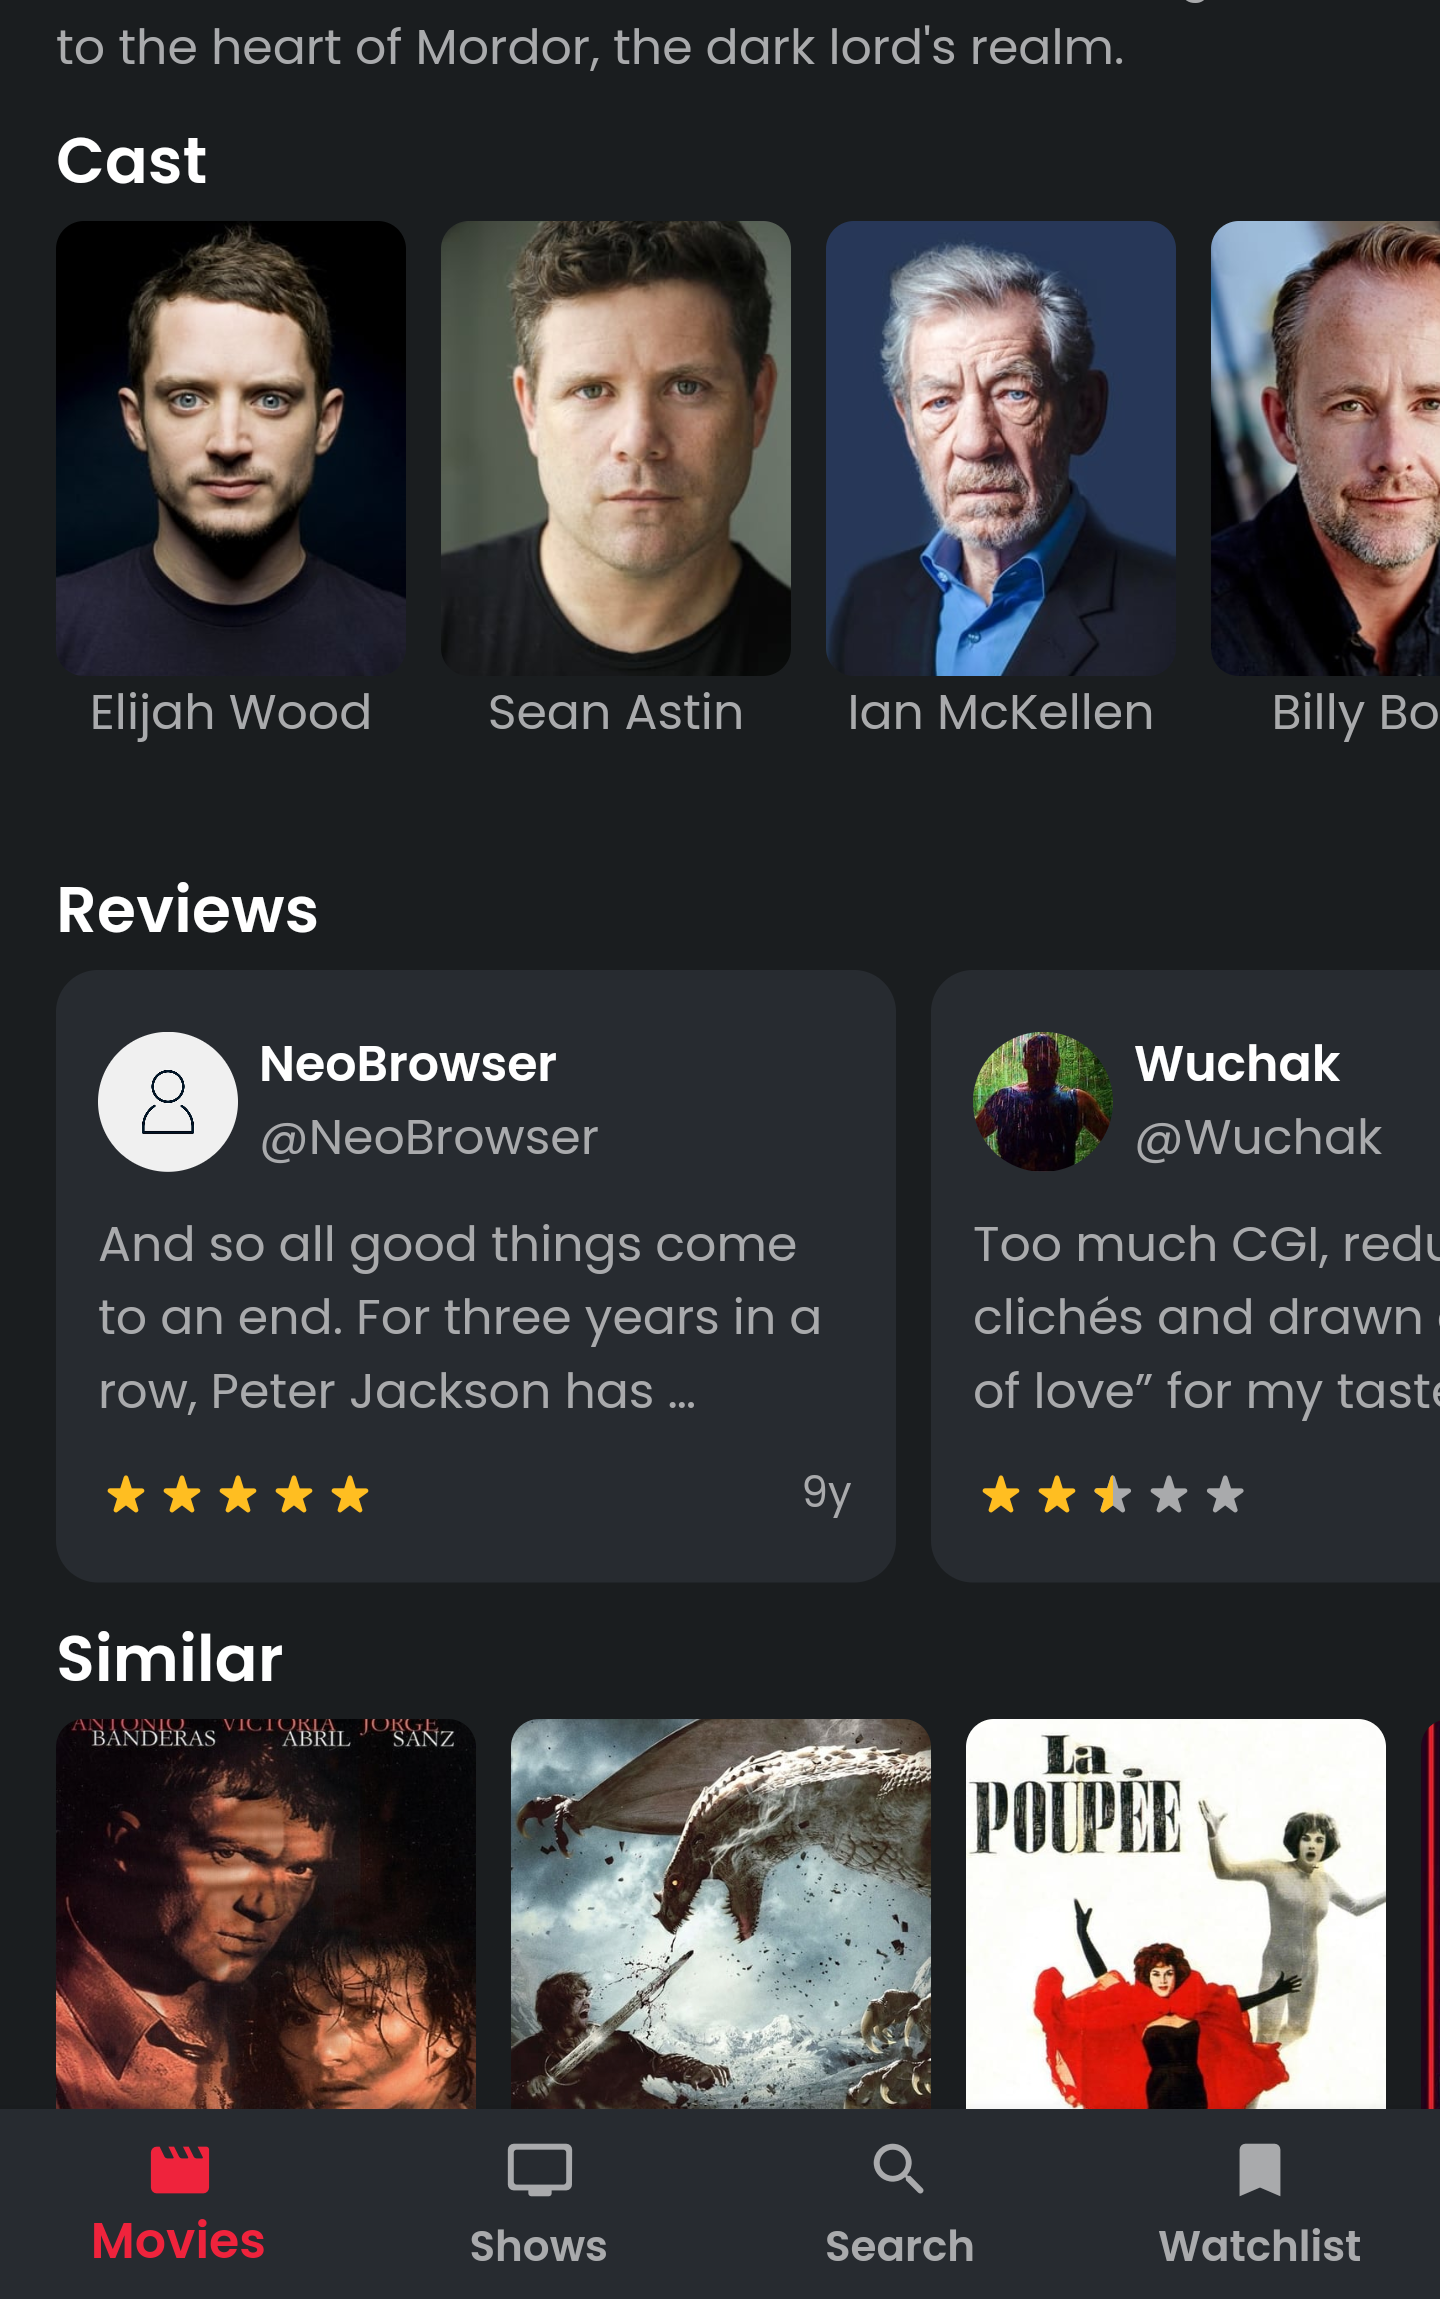 to the heart of Mordor, the dark lord's realm.
Cast
Elijah Wood
Sean Astin
Ian McKellen
Billy Bo
Reviews
NeoBrowser
@NeoBrowser
And so all good things come
to an end. For three years in a
row, Peter Jackson has ...
9y
Wuchak
@Wuchak
Too much CGI, redu
clichés and drawn
of love” for my taste
Similar
ANTONIO VICTORIA JORGE
BANDERAS ABRIL SANZ
La
POUPÉE
Movies
Shows
Search
Watchlist